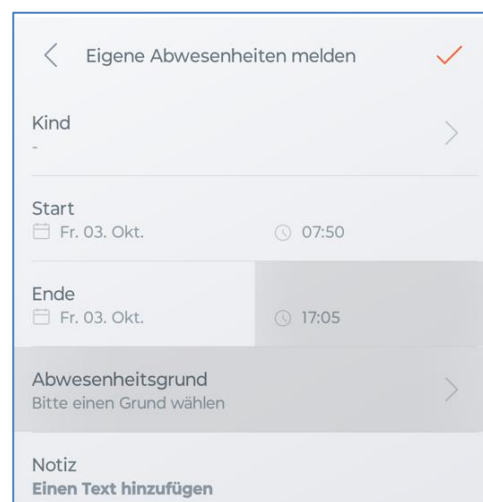 Eigene Abwesenheiten melden
Kind
-
Start
Fr. 03. Okt. 07:50
Ende
Fr. 03. Okt. 17:05
Abwesenheitsgrund
Bitte einen Grund wählen
Notiz
Einen Text hinzufügen